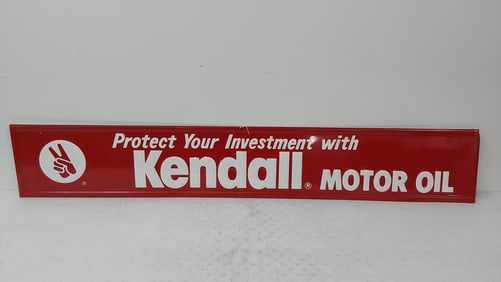 Protect Your Investment with
Kendall® MOTOR OIL
®